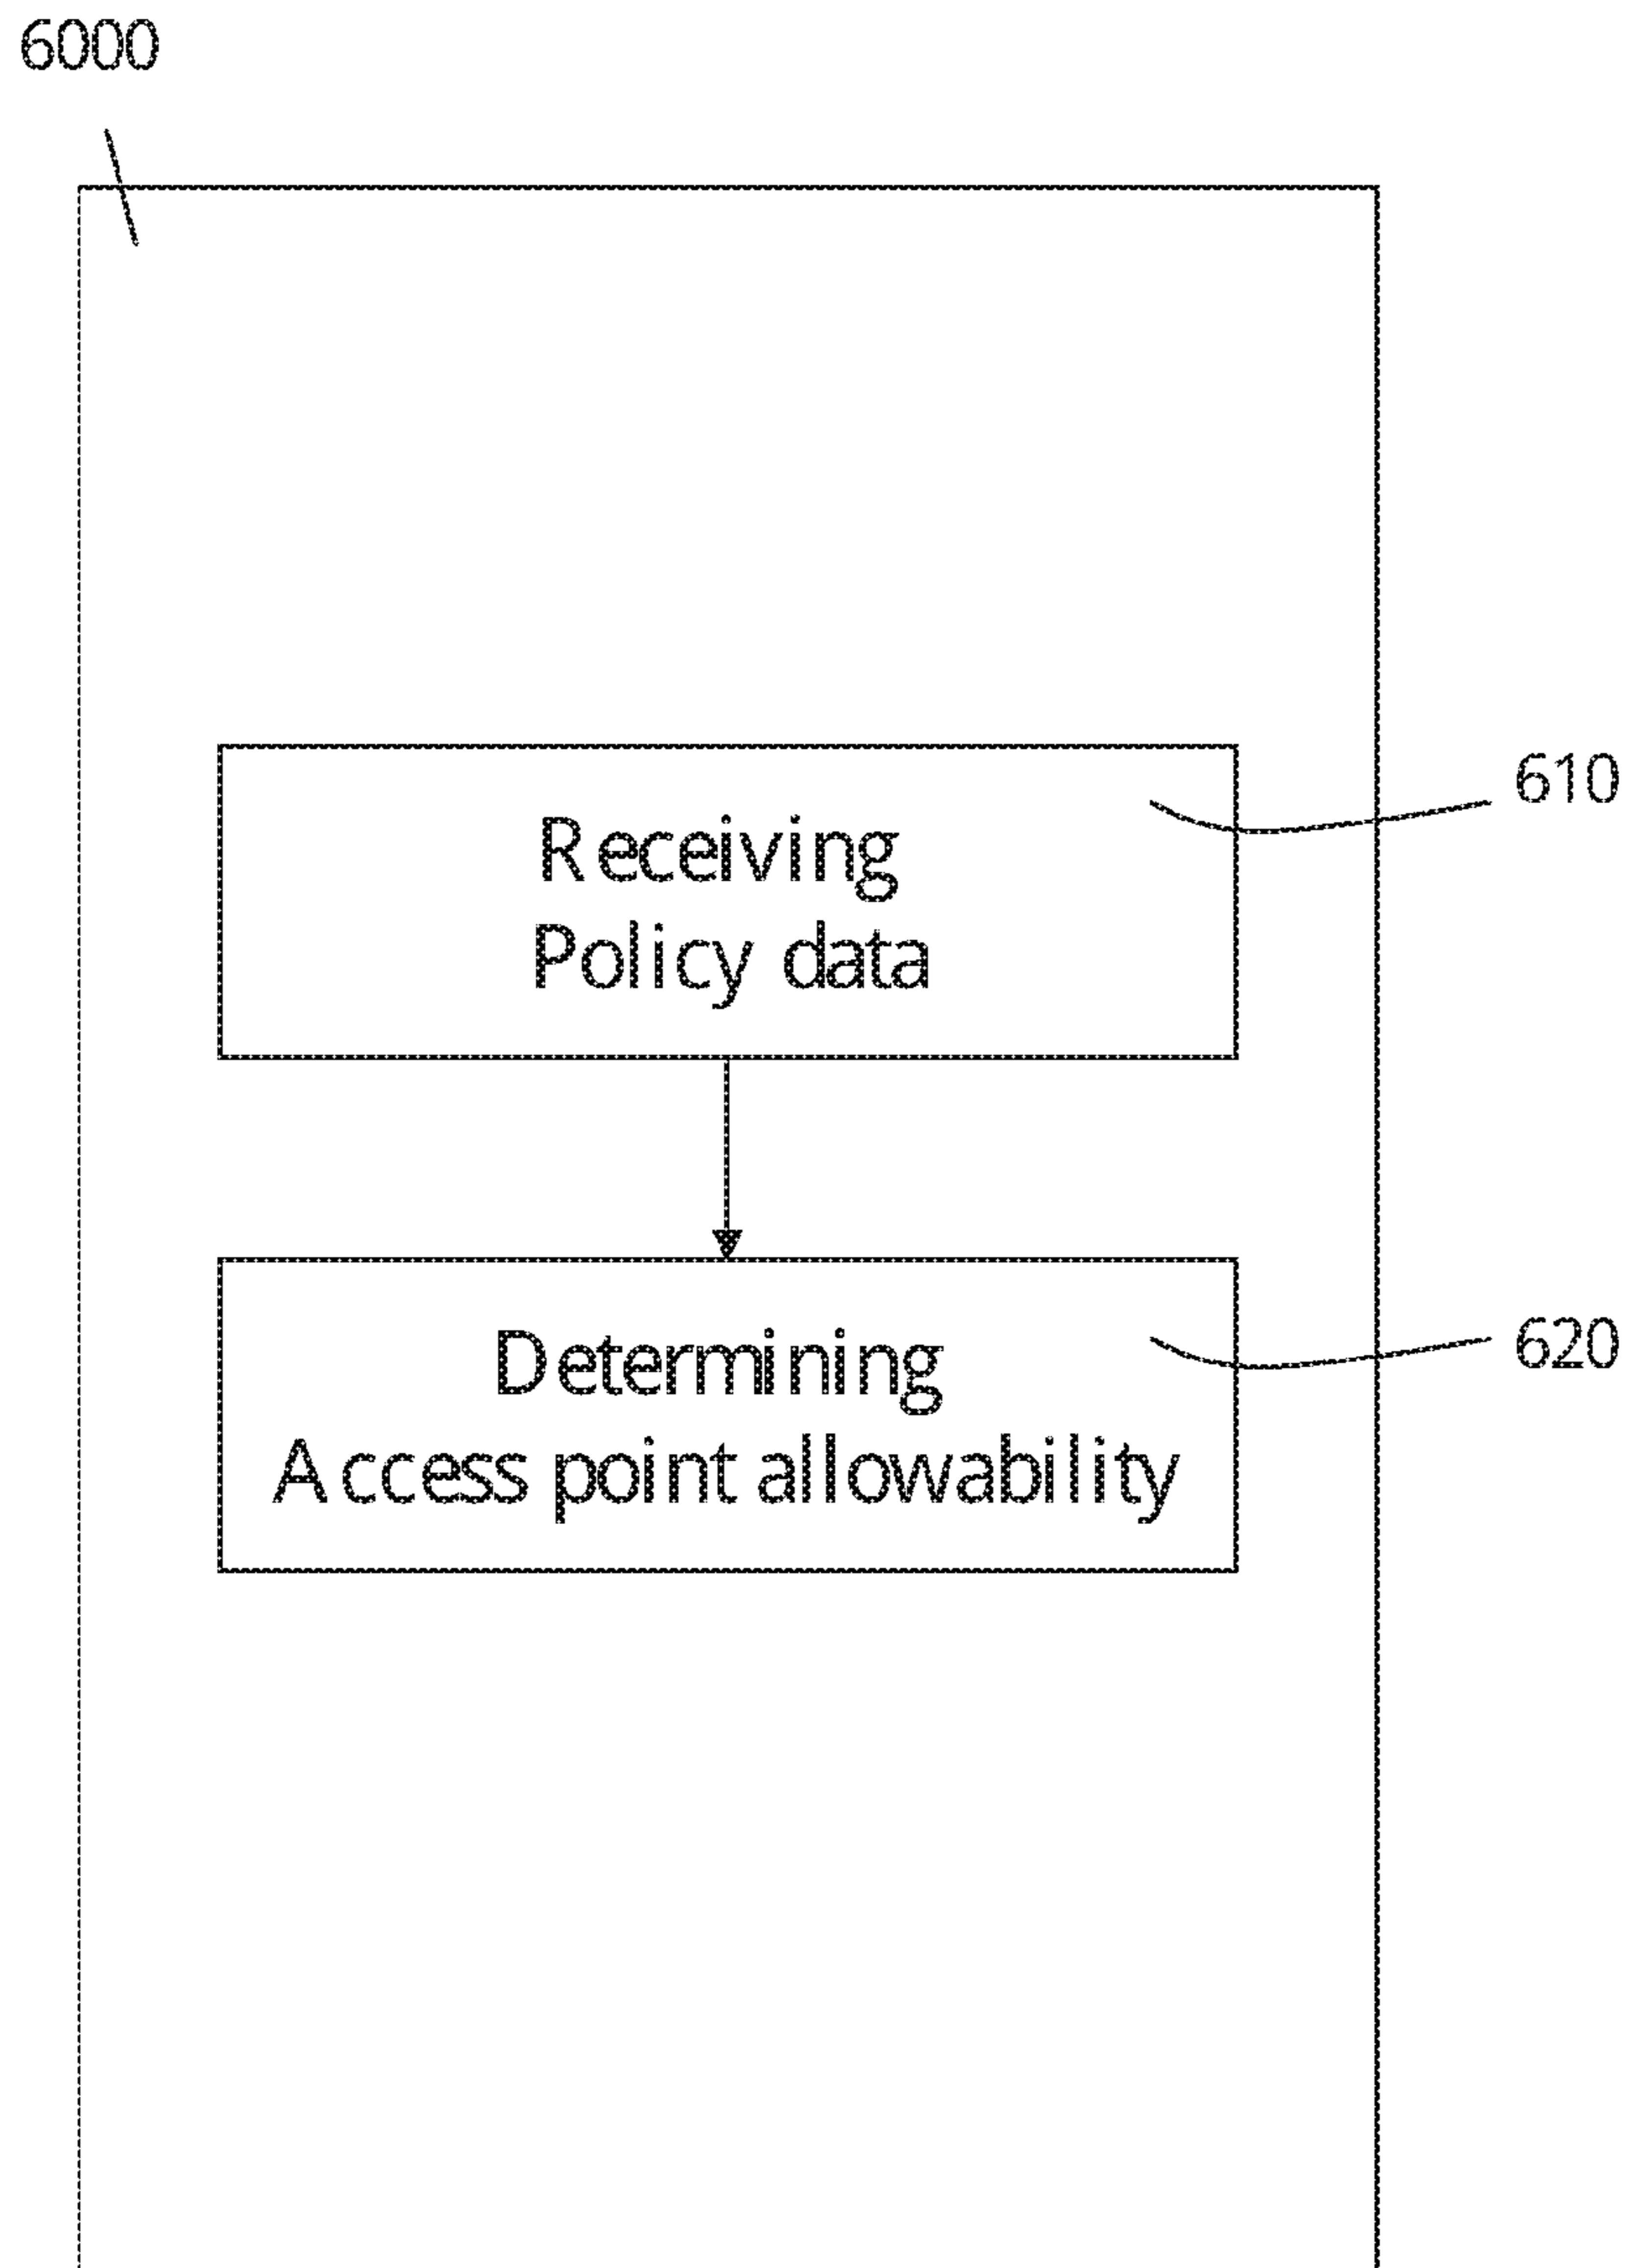 6000
Receiving
Policy data
610
Determining
Access point allowability
620